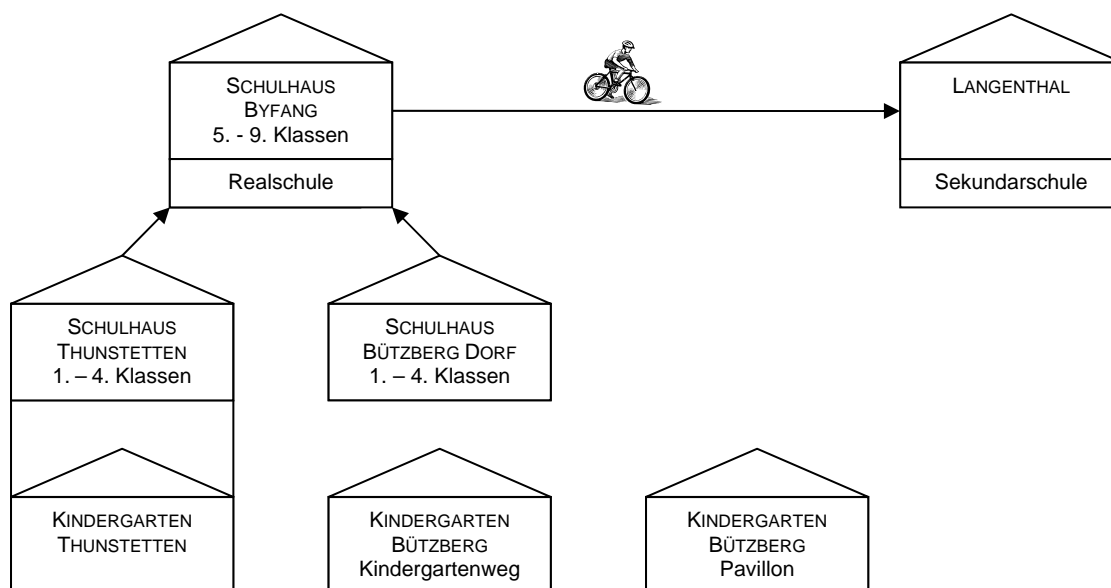 SCHULHAUS
BYFANG
5. - 9. Klassen
Realschule
LANGENTHAL
Sekundarschule
SCHULHAUS
THUNSTETTEN
1. – 4. Klassen
SCHULHAUS
BÜTZBERG DORF
1. – 4. Klassen
KINDERGARTEN
THUNSTETTEN
KINDERGARTEN
BÜTZBERG
Kindergartenweg
KINDERGARTEN
BÜTZBERG
Pavillon